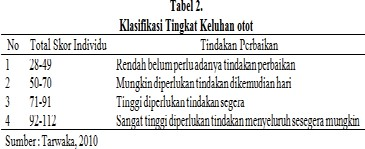 Tabel 2.
Klasifikasi Tingkat Keluhan otot
No Total Skor Individu Tindakan Perbaikan
1 28-49 Rendah belum perlu adanya tindakan perbaikan
2 50-70 Mungkin diperlukan tindakan dikemudian hari
3 71-91 Tinggi diperlukan tindakan segera
4 92-112 Sangat tinggi diperlukan tindakan menyeluruh sesegera mungkin
Sumber : Tarwaka, 2010